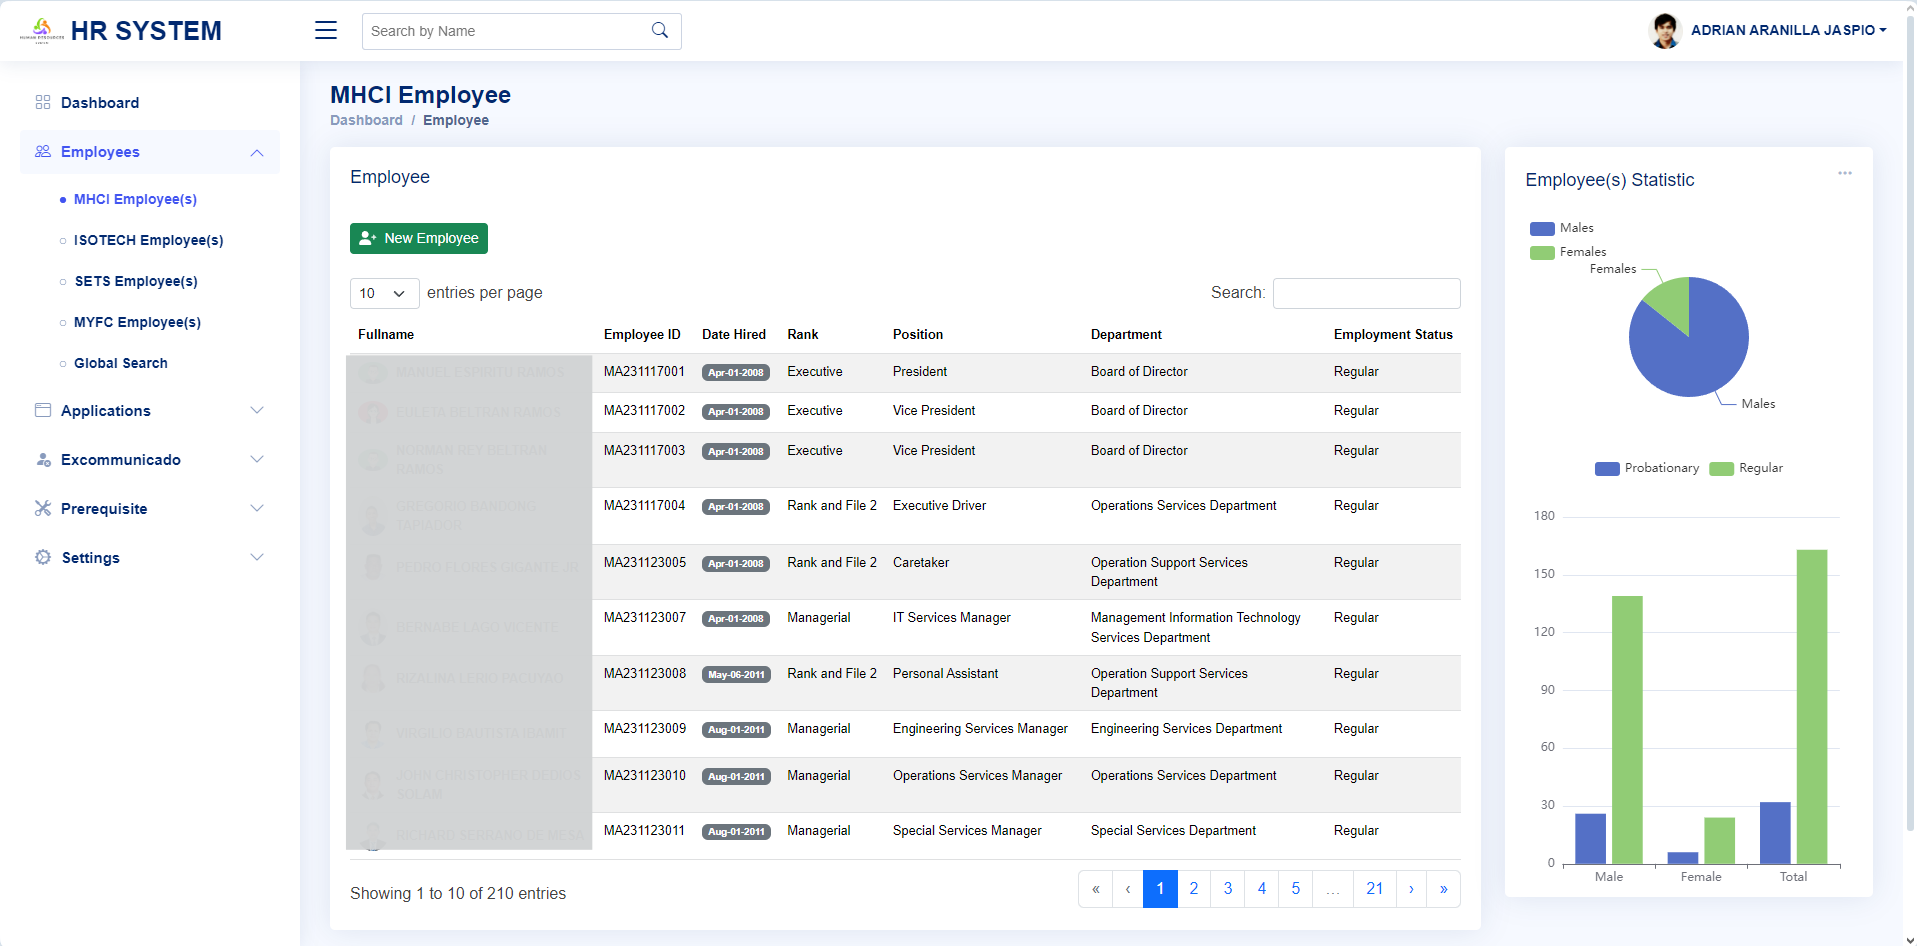 HUMAN RESOURCES
HR SYSTEM
Search by Name
ADRIAN ARANILLA JASPIO
Dashboard
Employees
MHCI Employee(s)
ISOTECH Employee(s)
SETS Employee(s)
MYFC Employee(s)
Global Search
Applications
Excommunicado
Prerequisite
Settings
MHCI Employee
Dashboard / Employee
Employee
New Employee
10 entries per page
Search:
Fullname Employee ID Date Hired Rank Position Department Employment Status
MA231117001 Apr-01-2008 Executive President Board of Director Regular
MA231117002 Apr-01-2008 Executive Vice President Board of Director Regular
MA231117003 Apr-01-2008 Executive Vice President Board of Director Regular
MA231117004 Apr-01-2008 Rank and File 2 Executive Driver Operations Services Department Regular
MA231123005 Apr-01-2008 Rank and File 2 Caretaker Operation Support Services Regular
Department
MA231123007 Apr-01-2008 Managerial IT Services Manager Management Information Technology Regular
Services Department
MA231123008 May-06-2011 Rank and File 2 Personal Assistant Operation Support Services Regular
Department
MA231123009 Aug-01-2011 Managerial Engineering Services Manager Engineering Services Department Regular
MA231123010 Aug-01-2011 Managerial Operations Services Manager Operations Services Department Regular
MA231123011 Aug-01-2011 Managerial Special Services Manager Special Services Department Regular
Showing 1 to 10 of 210 entries
« ‹ 1 2 3 4 5 … 21 › »
Employee(s) Statistic
Males
Females
Females
Males
Probationary Regular
180
150
120
90
60
30
0
Male Female Total